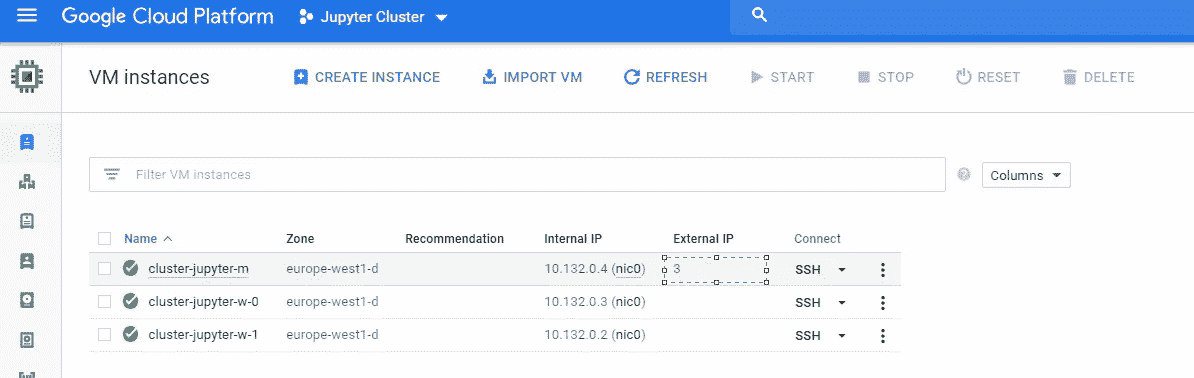 Google Cloud Platform Jupyter Cluster
VM instances CREATE INSTANCE IMPORT VM REFRESH START STOP RESET DELETE
Filter VM instances ? Columns
Name Zone Recommendation Internal IP External IP Connect
cluster-jupyter-m europe-west1-d 10.132.0.4 (nic0) 3 SSH
cluster-jupyter-w-0 europe-west1-d 10.132.0.3 (nic0) SSH
cluster-jupyter-w-1 europe-west1-d 10.132.0.2 (nic0) SSH